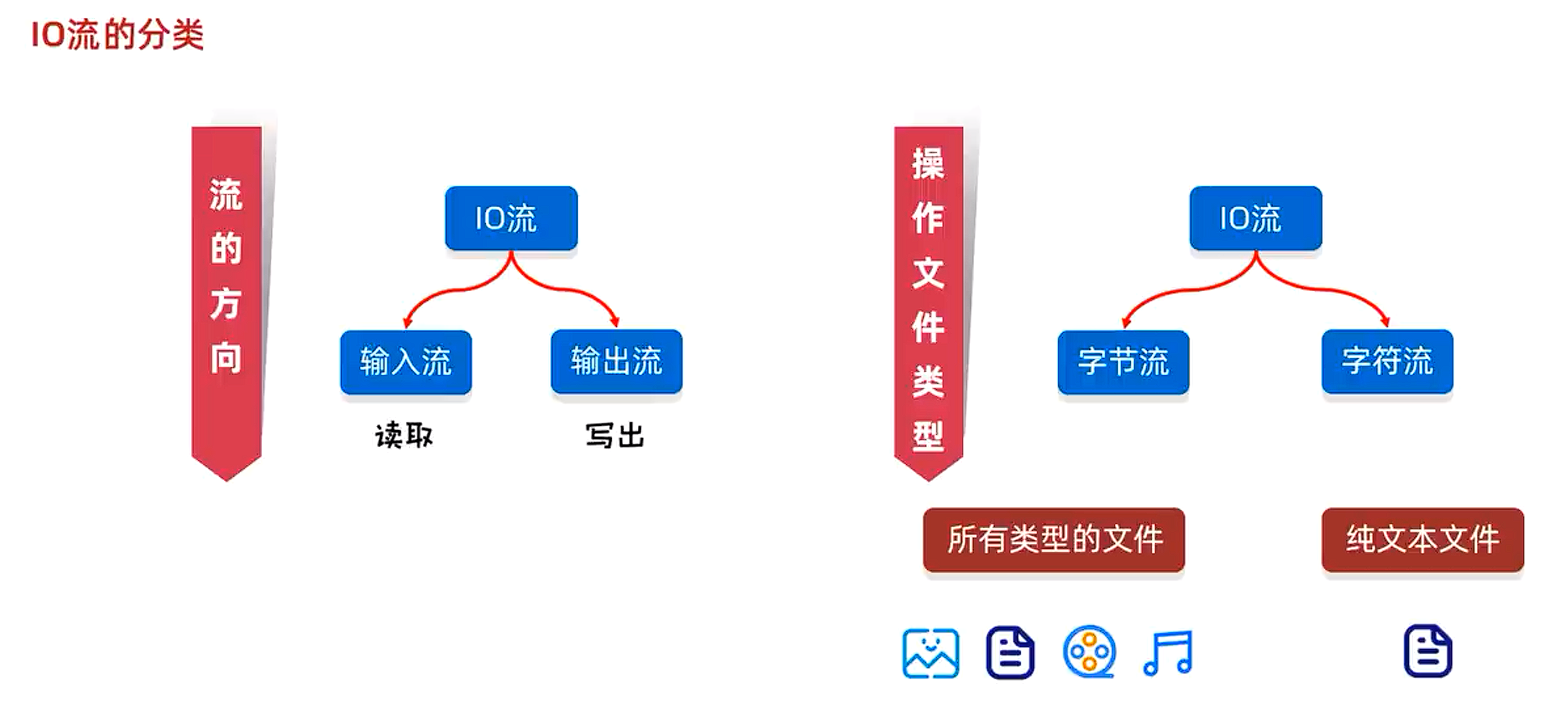 IO流的分类
流的方向
IO流
输入流
输出流
读取
写出
操作文件类型
IO流
字节流
字符流
所有类型的文件
纯文本文件